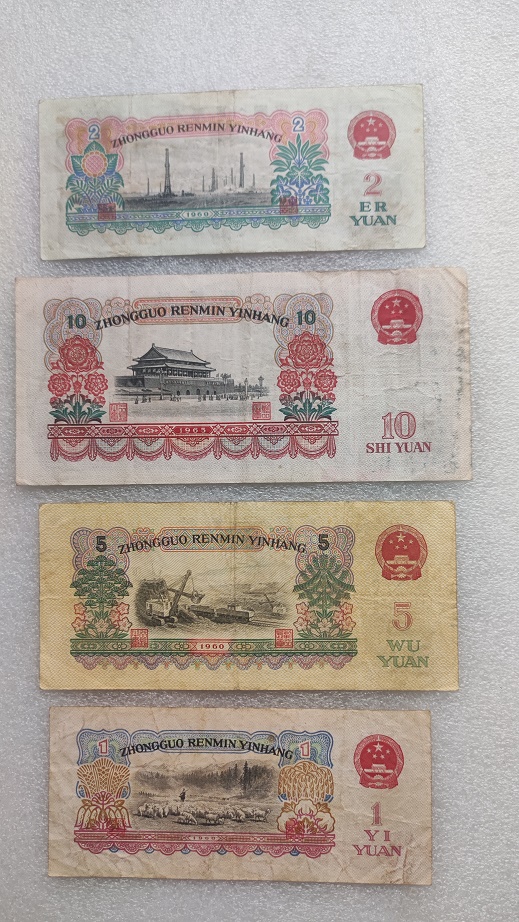 2 ZHONGGUO RENMIN YINHANG 2
2
ER
YUAN
1960
10 ZHONGGUO RENMIN YINHANG 10
1965
10
SHI YUAN
5 ZHONGGUO RENMIN YINHANG 5
5
WU
YUAN
1960
1 ZHONGGUO RENMIN YINHANG 1
1
YI
YUAN
1960